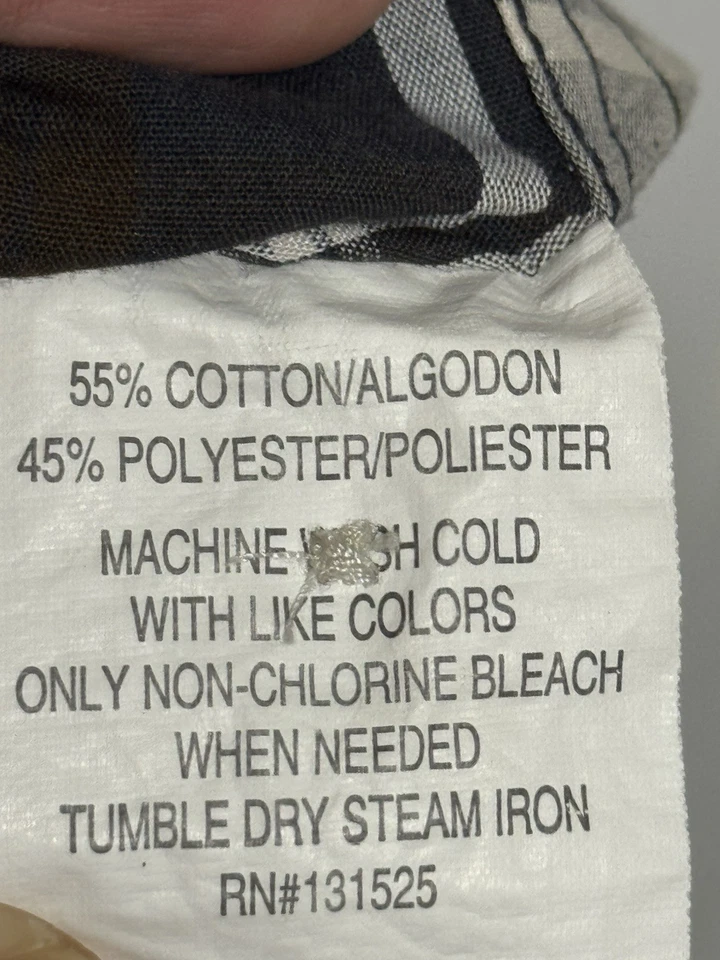 55% COTTON/ALGODON
45% POLYESTER/POLIESTER
MACHINE COLD
WITH LIKE COLORS
ONLY NON-CHLORINE BLEACH
WHEN NEEDED
TUMBLE DRY STEAM IRON
RN#131525